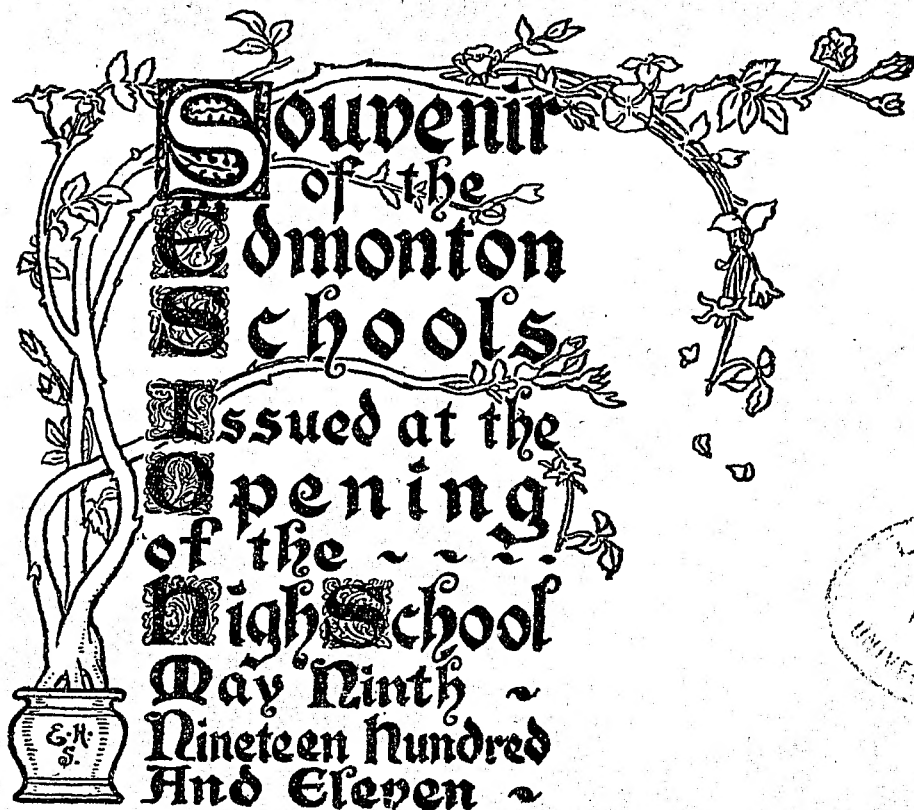 Souvenir
of the
Edmonton
Schools
Issued at the
Opening
of the ~ ~ ~ ~
High School
May Ninth ~
Nineteen Hundred
And Eleven ~
E·H·
S.